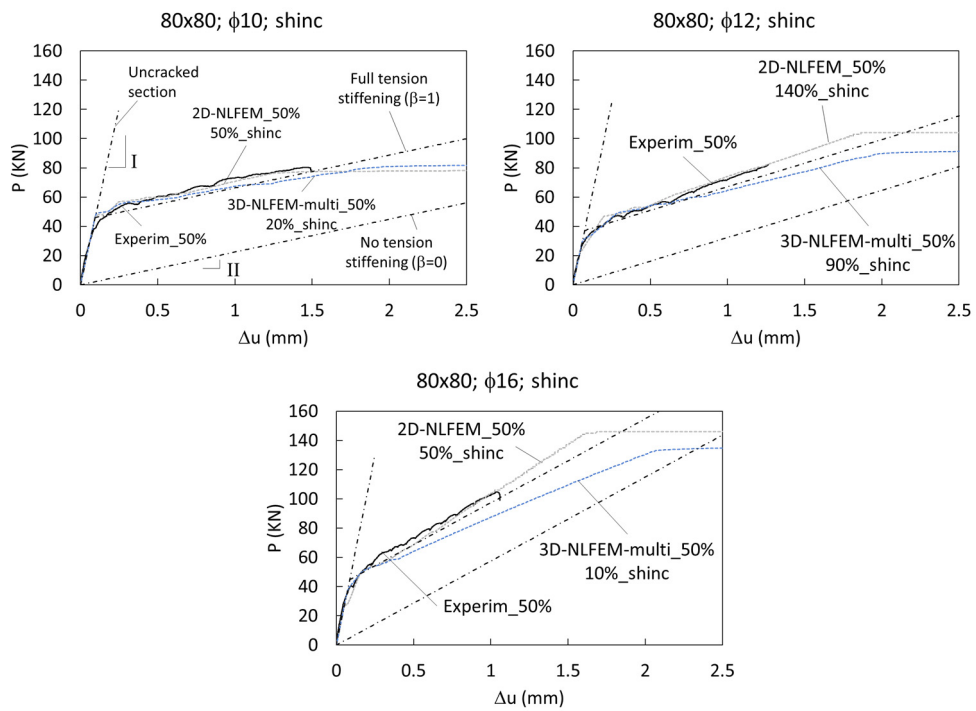 80x80; ϕ10; shinc
160
140
120
100
80
60
40
20
0
P (KN)
Uncracked
section
I
2D-NLFEM_50%
50%_shinc
Full tension
stiffening (β=1)
Experim_50%
3D-NLFEM-multi_50%
20%_shinc
II
No tension
stiffening (β=0)
0 0.5 1 1.5 2 2.5
Δu (mm)
80x80; ϕ12; shinc
160
140
120
100
80
60
40
20
0
P (KN)
2D-NLFEM_50%
140%_shinc
Experim_50%
3D-NLFEM-multi_50%
90%_shinc
0 0.5 1 1.5 2 2.5
Δu (mm)
80x80; ϕ16; shinc
160
140
120
100
80
60
40
20
0
P (KN)
2D-NLFEM_50%
50%_shinc
3D-NLFEM-multi_50%
10%_shinc
Experim_50%
0 0.5 1 1.5 2 2.5
Δu (mm)